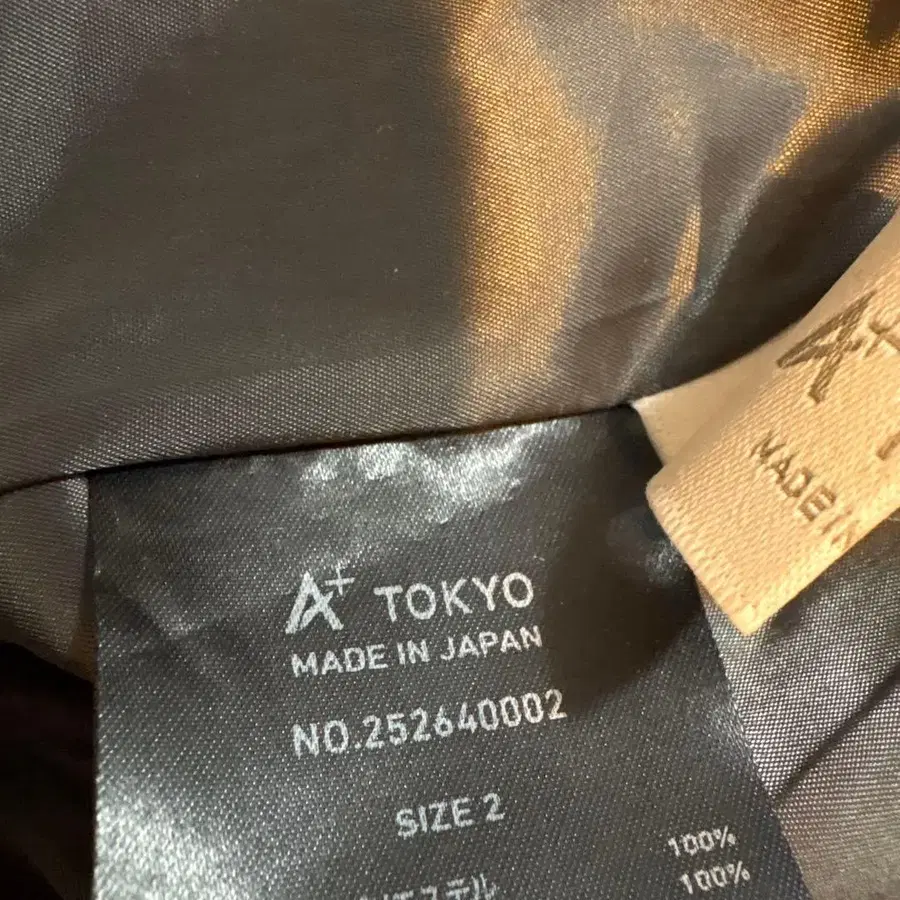 A+ TOKYO
MADE IN JAPAN
NO.252640002
SIZE 2
100%
100%
A+
MADE IN